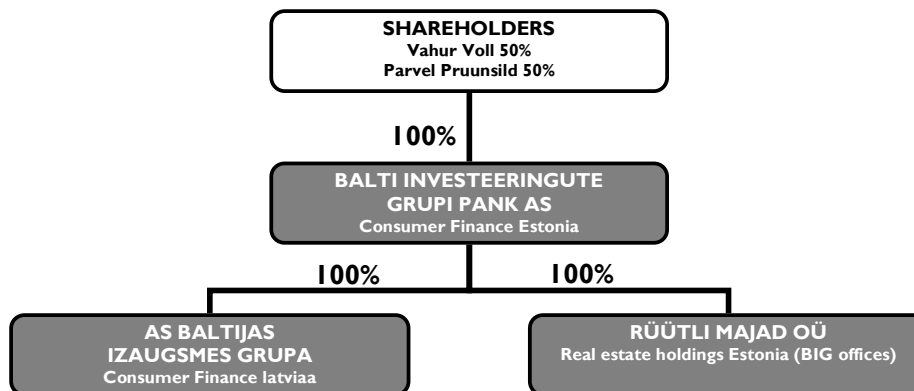 SHAREHOLDERS
Vahur Voll 50%
Parvel Pruunsild 50%
100%
BALTI INVESTEERINGUTE
GRUPI PANK AS
Consumer Finance Estonia
100%
100%
AS BALTIJAS
IZAUGSMES GRUPA
Consumer Finance latviaa
RÜÜTLI MAJAD OÜ
Real estate holdings Estonia (BIG offices)